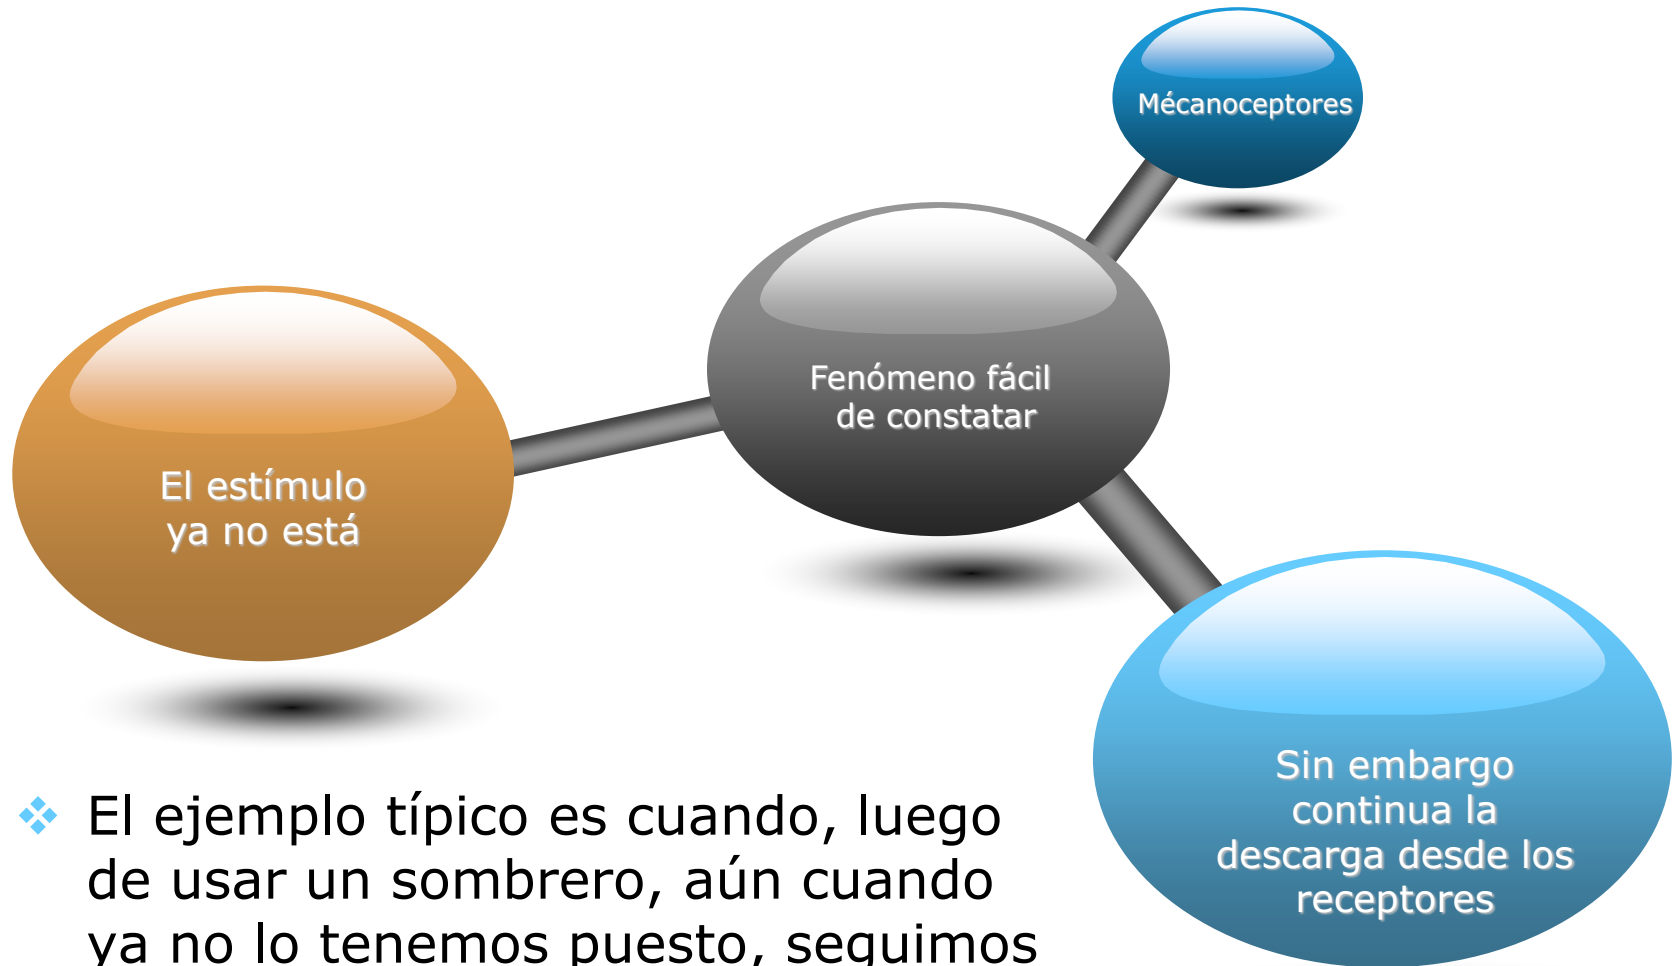 Mécanoceptores
Fenómeno fácil
de constatar
El estímulo
ya no está
Sin embargo
continua la
descarga desde los
receptores
El ejemplo típico es cuando, luego
de usar un sombrero, aún cuando
ya no lo tenemos puesto, seguimos